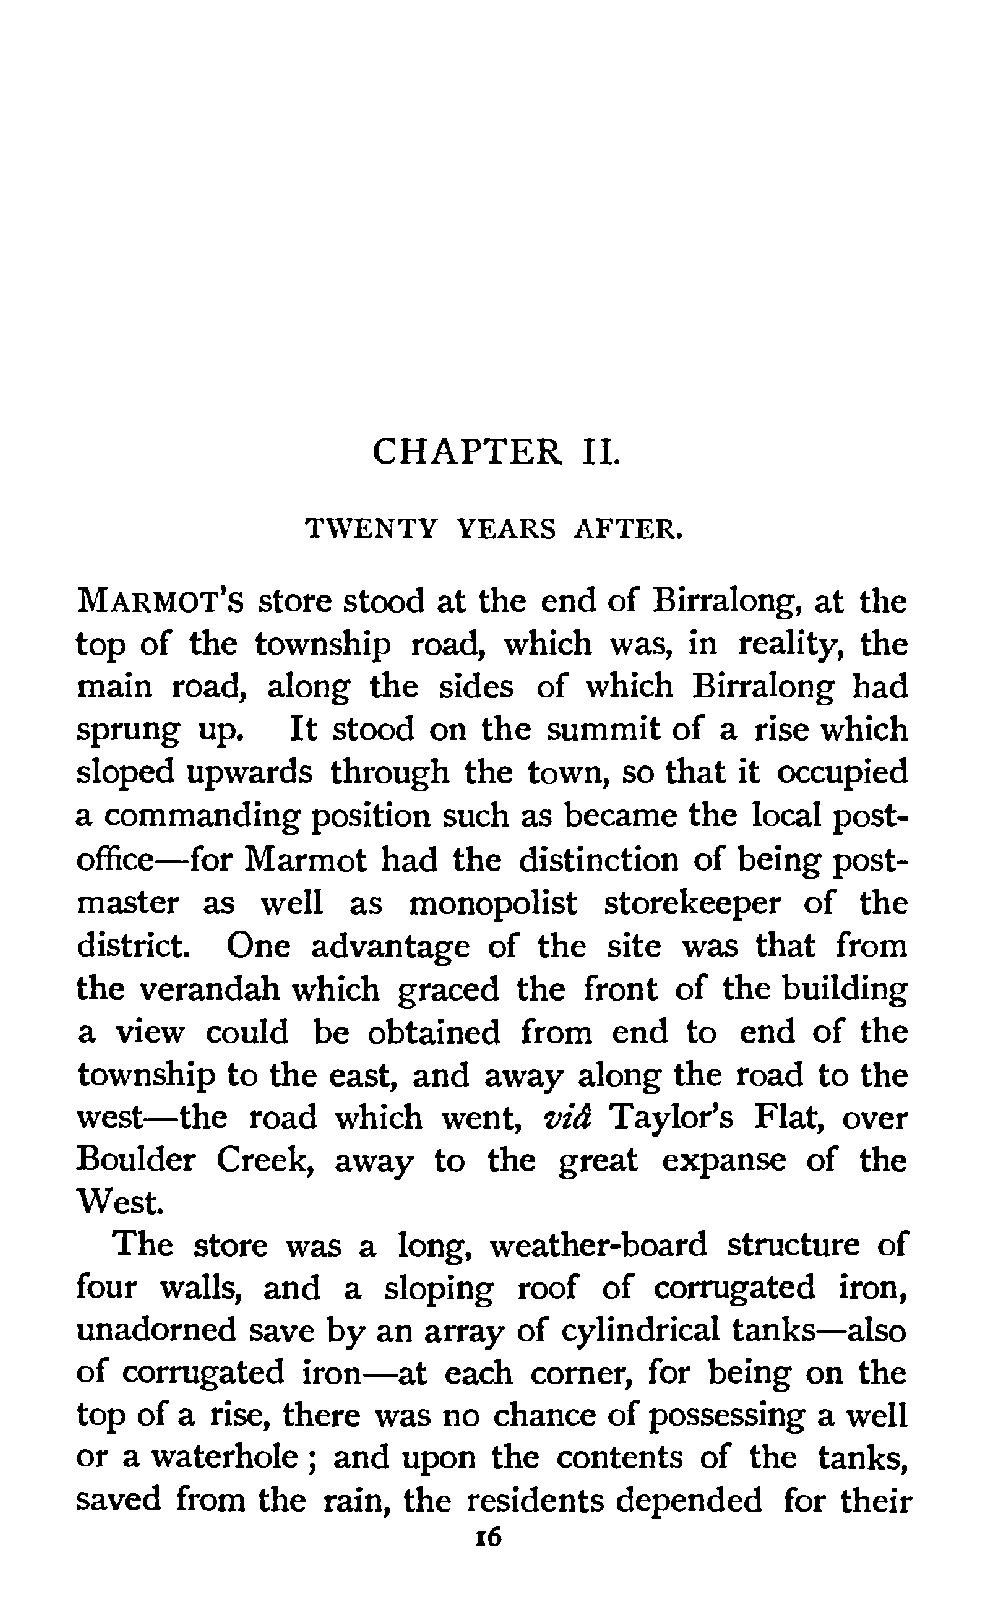 CHAPTER II.
TWENTY YEARS AFTER.
MARMOT'S store stood at the end of Birralong, at the
top of the township road, which was, in reality, the
main road, along the sides of which Birralong had
sprung up. It stood on the summit of a rise which
sloped upwards through the town, so that it occupied
a commanding position such as became the local post-
office—for Marmot had the distinction of being post-
master as well as monopolist storekeeper of the
district. One advantage of the site was that from
the verandah which graced the front of the building
a view could be obtained from end to end of the
township to the east, and away along the road to the
west—the road which went, viâ Taylor's Flat, over
Boulder Creek, away to the great expanse of the
West.
The store was a long, weather-board structure of
four walls, and a sloping roof of corrugated iron,
unadorned save by an array of cylindrical tanks—also
of corrugated iron—at each corner, for being on the
top of a rise, there was no chance of possessing a well
or a waterhole ; and upon the contents of the tanks,
saved from the rain, the residents depended for their
16